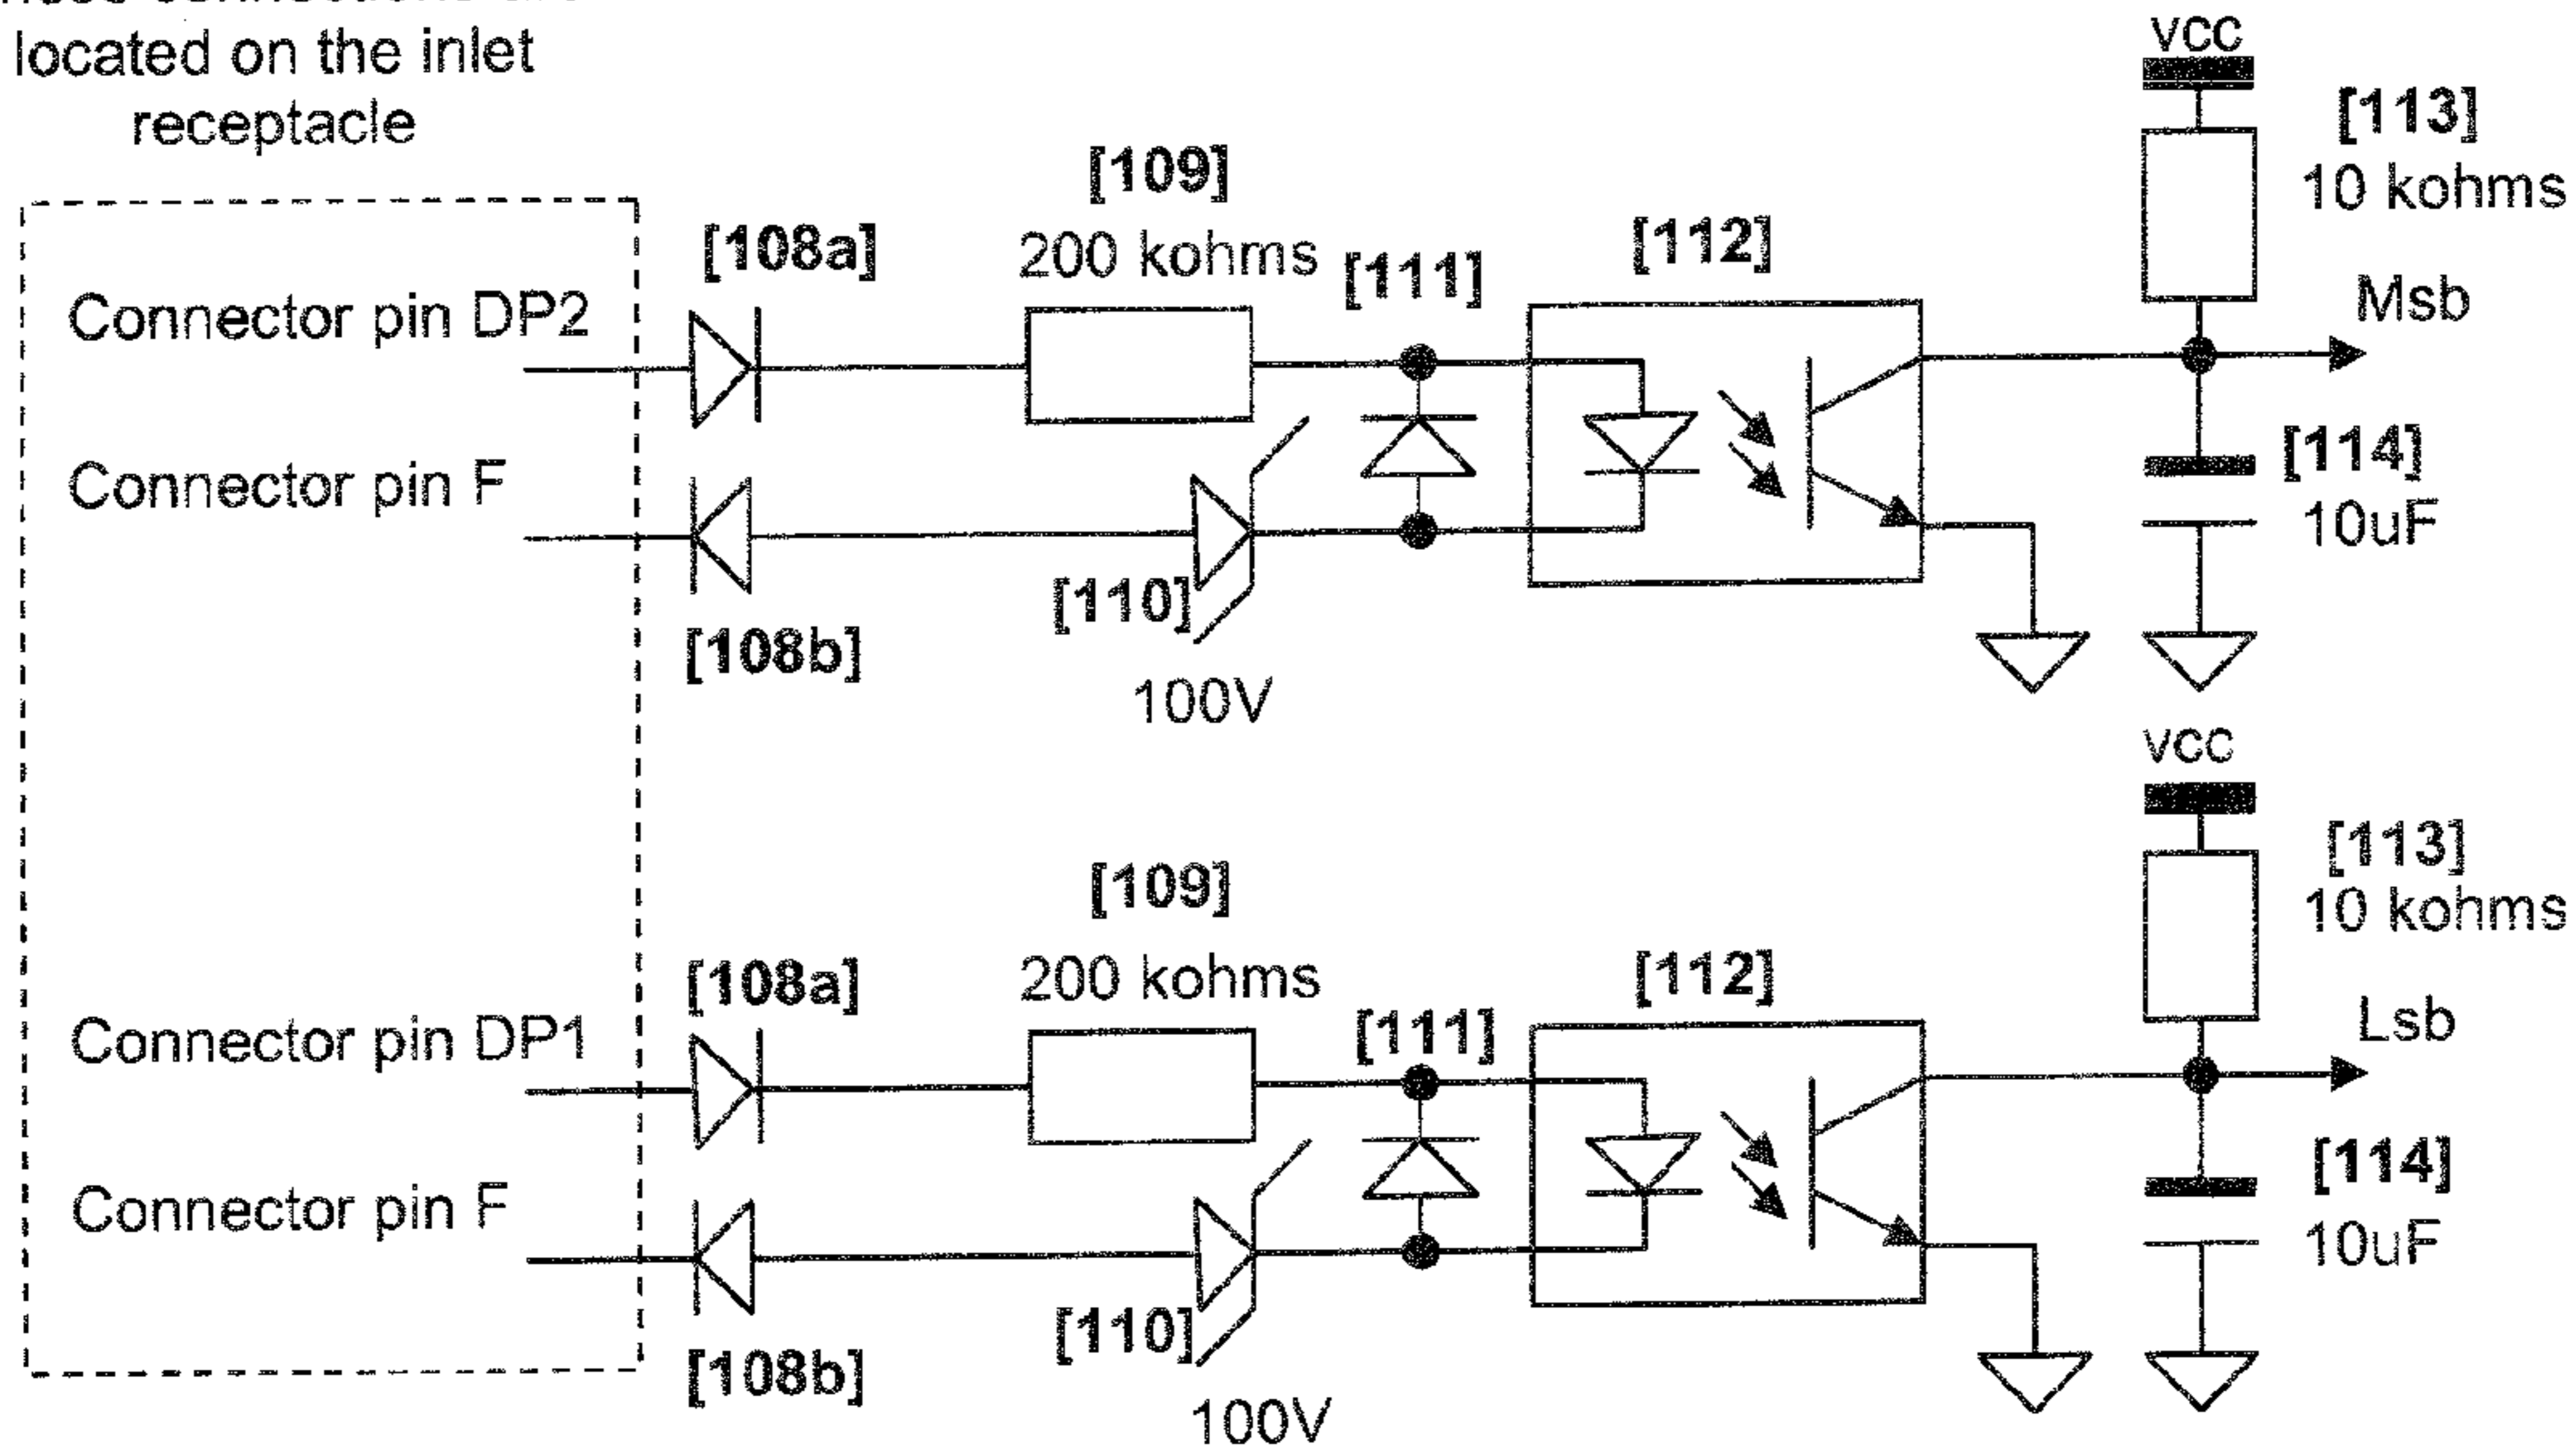 located on the inlet
receptacle
vcc
[113]
10 kohms
[109]
200 kohms
[108a]
[111]
[112]
Connector pin DP2
Msb
Connector pin F
[114]
10uF
[110]
[108b]
100V
vcc
[113]
10 kohms
[109]
200 kohms
[108a]
[111]
[112]
Connector pin DP1
Lsb
Connector pin F
[114]
10uF
[110]
[108b]
100V